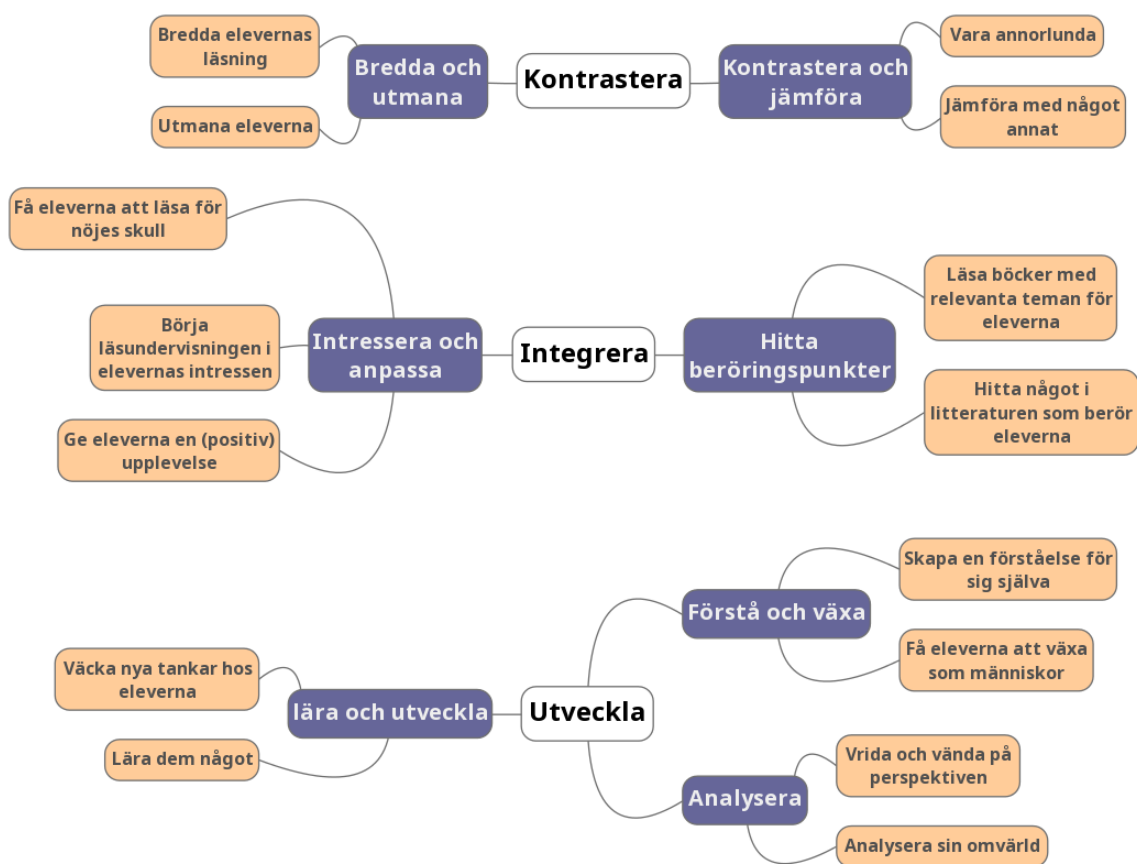 Bredda elevernas
läsning
Utmana eleverna
Bredda och
utmana
Kontrastera
Kontrastera och
jämföra
Vara annorlunda
Jämföra med något
annat
Få eleverna att läsa för
nöjes skull
Börja
läsundervisningen i
elevernas intressen
Ge eleverna en (positiv)
upplevelse
Intressera och
anpassa
Integrera
Hitta
beröringspunkter
Läsa böcker med
relevanta teman för
eleverna
Hitta något i
litteraturen som berör
eleverna
Väcka nya tankar hos
eleverna
Lära dem något
lära och utveckla
Utveckla
Förstå och växa
Skapa en förståelse för
sig själva
Få eleverna att växa
som människor
Analysera
Vrida och vända på
perspektiven
Analysera sin omvärld